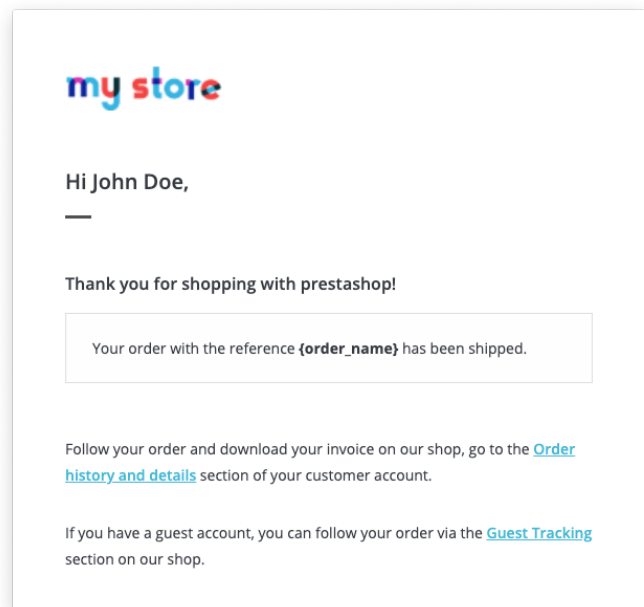 my store
Hi John Doe,
Thank you for shopping with prestashop!
Your order with the reference {order_name} has been shipped.
Follow your order and download your invoice on our shop, go to the Order
history and details section of your customer account.
If you have a guest account, you can follow your order via the Guest Tracking
section on our shop.